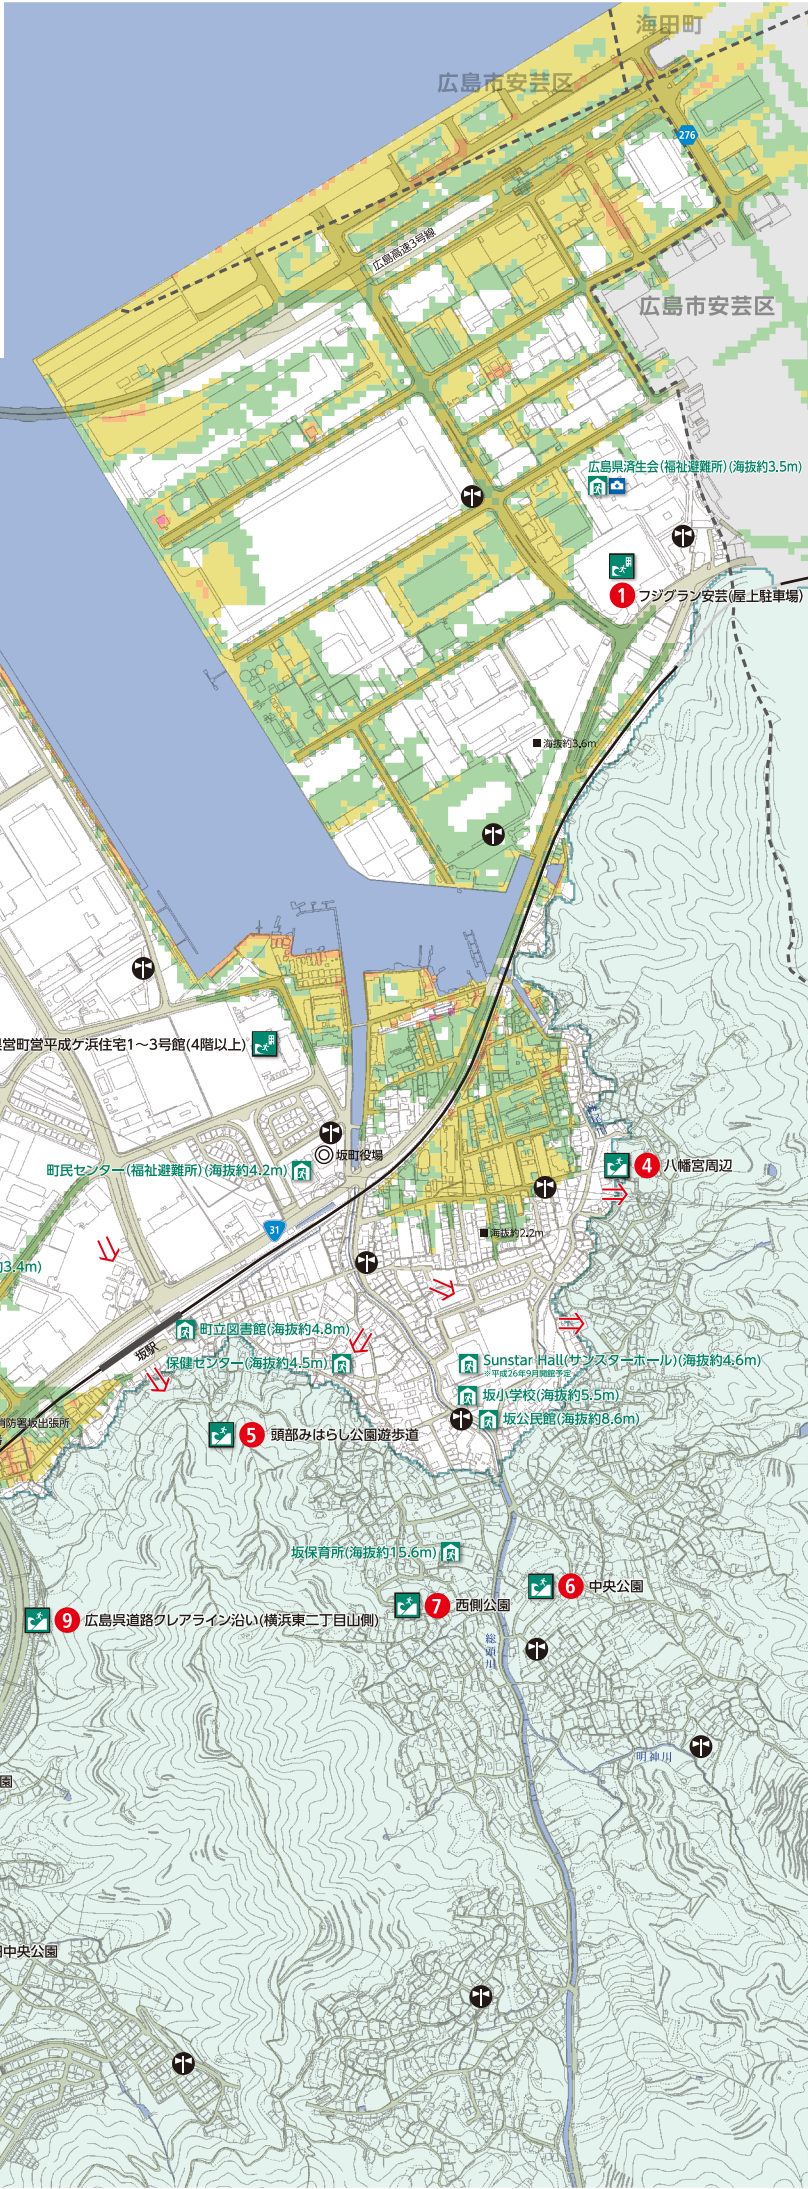 海田町
広島市安芸区
276
広島高速3号線
広島市安芸区
広島県済生会(福祉避難所)(海抜約3.5m)
1 フジグラン安芸(屋上駐車場)
海抜約3.6m
営町営平成ケ浜住宅1～3号館(4階以上)
坂町役場
町民センター(福祉避難所)(海抜約4.2m)
4 八幡宮周辺
31
海抜約2.2m
3.4m)
町立図書館(海抜約4.8m)
坂駅
保健センター(海抜約4.5m)
Sunstar Hall(サンスターホール)(海抜約4.6m)
※平成26年9月開館予定
坂小学校(海抜約5.5m)
坂公民館(海抜約8.6m)
消防署坂出張所
5 頭部みはらし公園遊歩道
坂保育所(海抜約15.6m)
6 中央公園
7 西側公園
9 広島呉道路クレアライン沿い(横浜東二丁目山側)
総頭川
明神川
園
中央公園